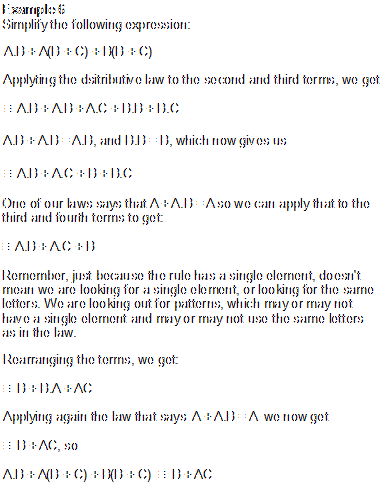 Example 6
Simplify the following expression:
A.B + A(B + C) + B(B + C)
Applyting the dsitributive law to the second and third terms, we get
= A.B + A.B + A.C + B.B + B.C
A.B + A.B = A.B, and B.B = B, which now gives us
= A.B + A.C + B + B.C
One of our laws says that A + A.B = A so we can apply that to the
third and fourth terms to get:
= A.B + A.C + B
Remember, just because the rule has a single element, doesn't
mean we are looking for a single element, or looking for the same
letters. We are looking out for patterns, which may or may not
have a single element and may or may not use the same letters
as in the law.
Rearranging the terms, we get:
= B + B.A + AC
Applying again the law that says A + A.B = A we now get
= B + AC, so
A.B + A(B + C) + B(B + C) = B + AC